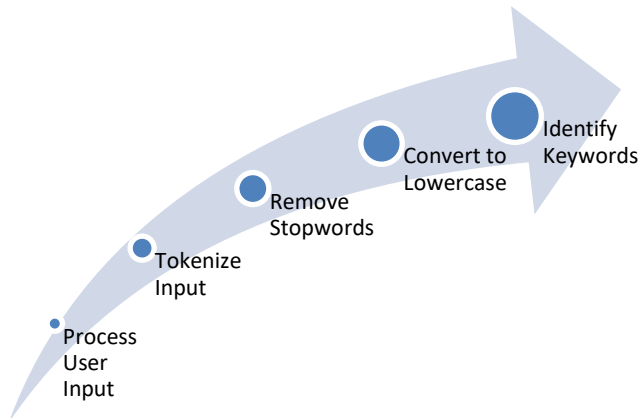 Process
User
Input
Tokenize
Input
Remove
Stopwords
Convert to
Lowercase
Identify
Keywords